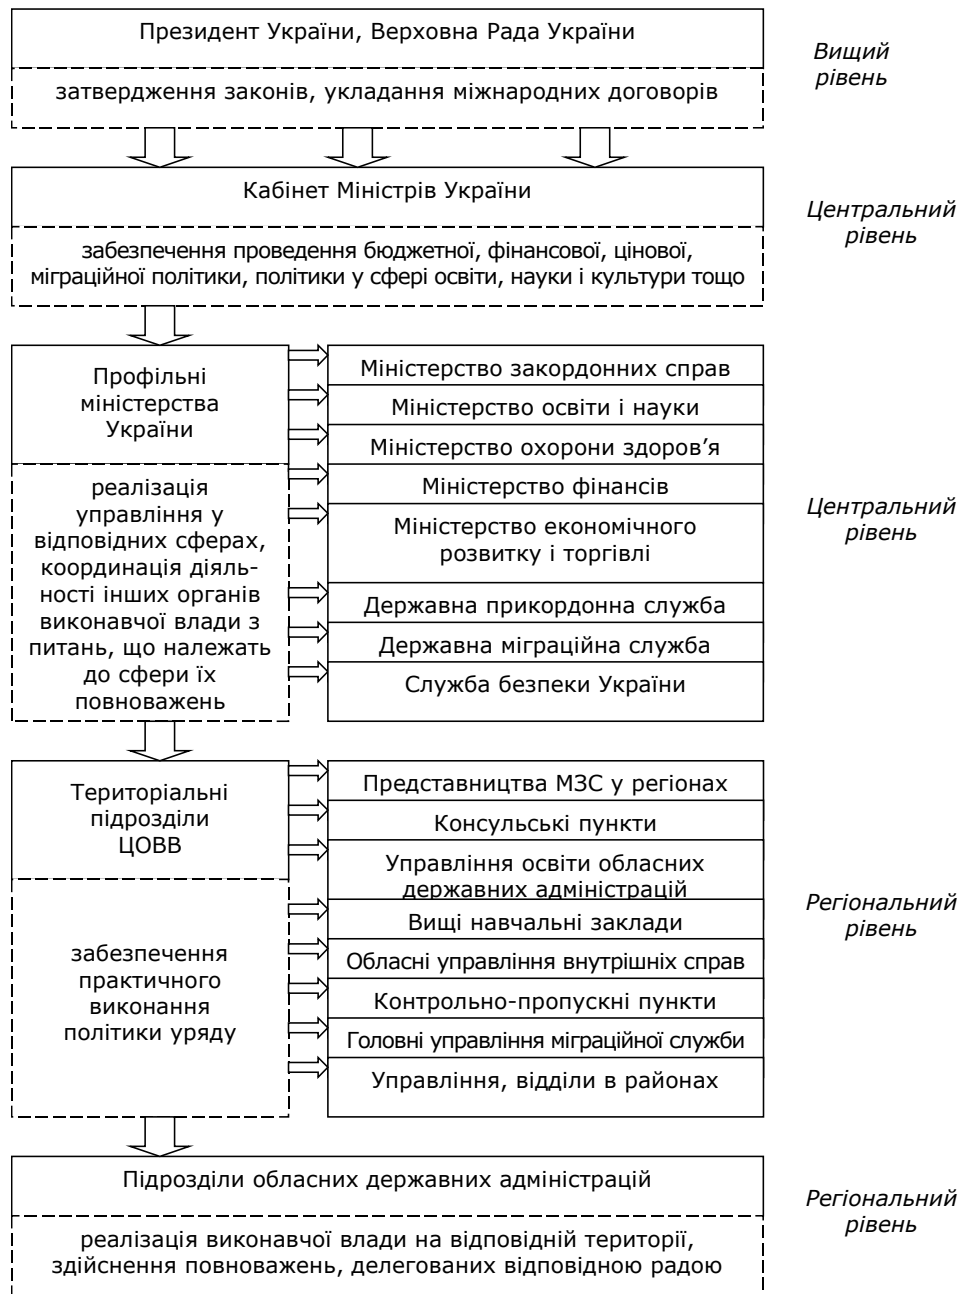 Президент України, Верховна Рада України
Вищий
рівень
затвердження законів, укладання міжнародних договорів
Кабінет Міністрів України
Центральний
рівень
забезпечення проведення бюджетної, фінансової, цінової,
міграційної політики, політики у сфері освіти, науки і культури тощо
Профільні
міністерства
України
реалізація
управління у
відповідних сферах,
координація діяль-
ності інших органів
виконавчої влади з
питань, що належать
до сфери їх
повноважень
Міністерство закордонних справ
Міністерство освіти і науки
Міністерство охорони здоров’я
Міністерство фінансів
Міністерство економічного
розвитку і торгівлі
Державна прикордонна служба
Державна міграційна служба
Служба безпеки України
Центральний
рівень
Територіальні
підрозділи
ЦОВВ
забезпечення
практичного
виконання
політики уряду
Представництва МЗС у регіонах
Консульські пункти
Управління освіти обласних
державних адміністрацій
Вищі навчальні заклади
Обласні управління внутрішніх справ
Контрольно-пропускні пункти
Головні управління міграційної служби
Управління, відділи в районах
Регіональний
рівень
Підрозділи обласних державних адміністрацій
Регіональний
рівень
реалізація виконавчої влади на відповідній території,
здійснення повноважень, делегованих відповідною радою